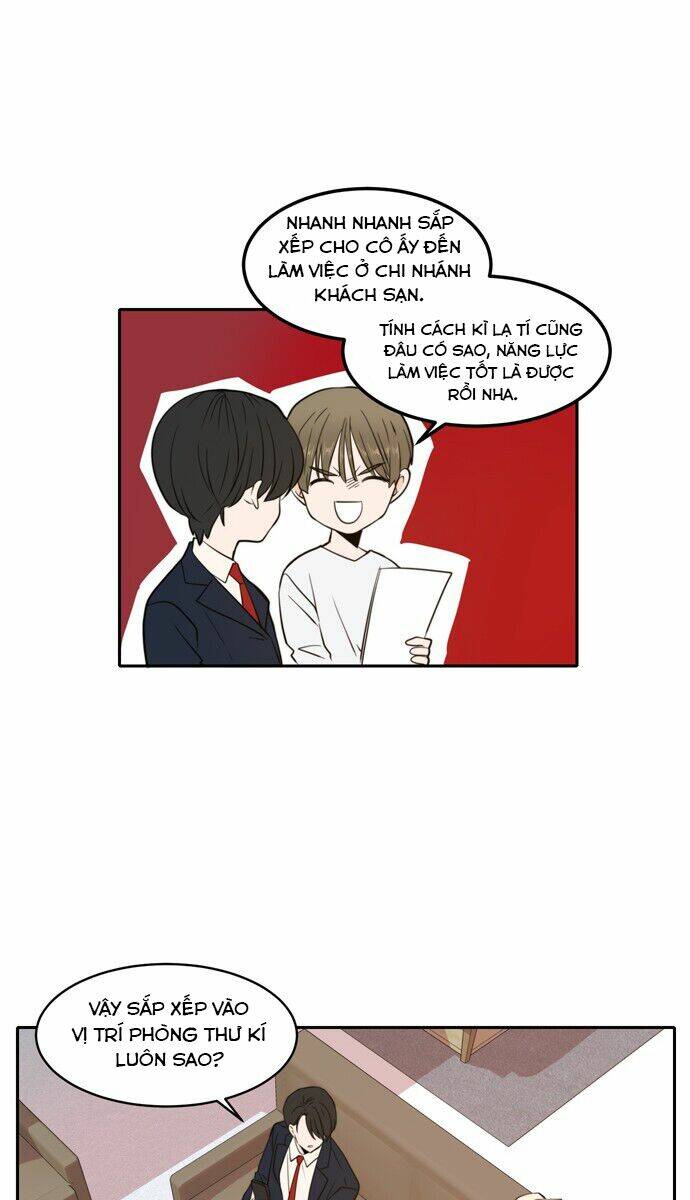 NHANH NHANH SẮP
XẾP CHO CÔ ẤY ĐẾN
LÀM VIỆC Ở CHI NHÁNH
KHÁCH SẠN.
TÍNH CÁCH KÌ LẠ TÍ CŨNG
ĐÂU CÓ SAO, NĂNG LỰC
LÀM VIỆC TỐT LÀ ĐƯỢC
RỒI NHA.
VẬY SẮP XẾP VÀO
VỊ TRÍ PHÒNG THƯ KÍ
LUÔN SAO?